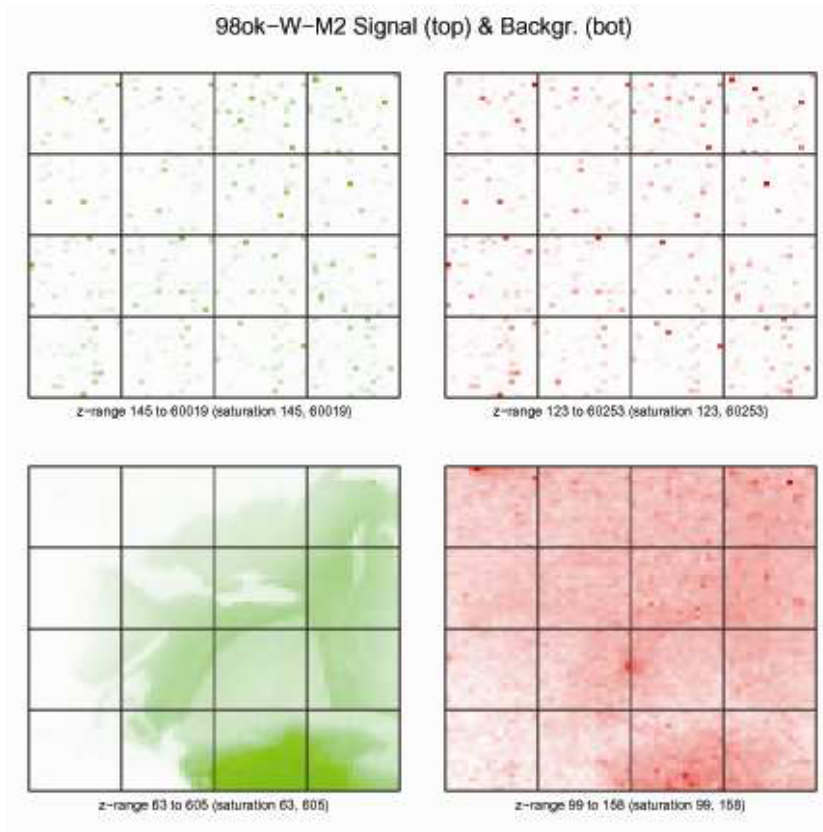 98ok−W−M2 Signal (top) & Backgr. (bot)
z−range 145 to 60019 (saturation 145, 60019)
z−range 123 to 60253 (saturation 123, 60253)
z−range 63 to 605 (saturation 63, 605)
z−range 99 to 158 (saturation 99, 158)